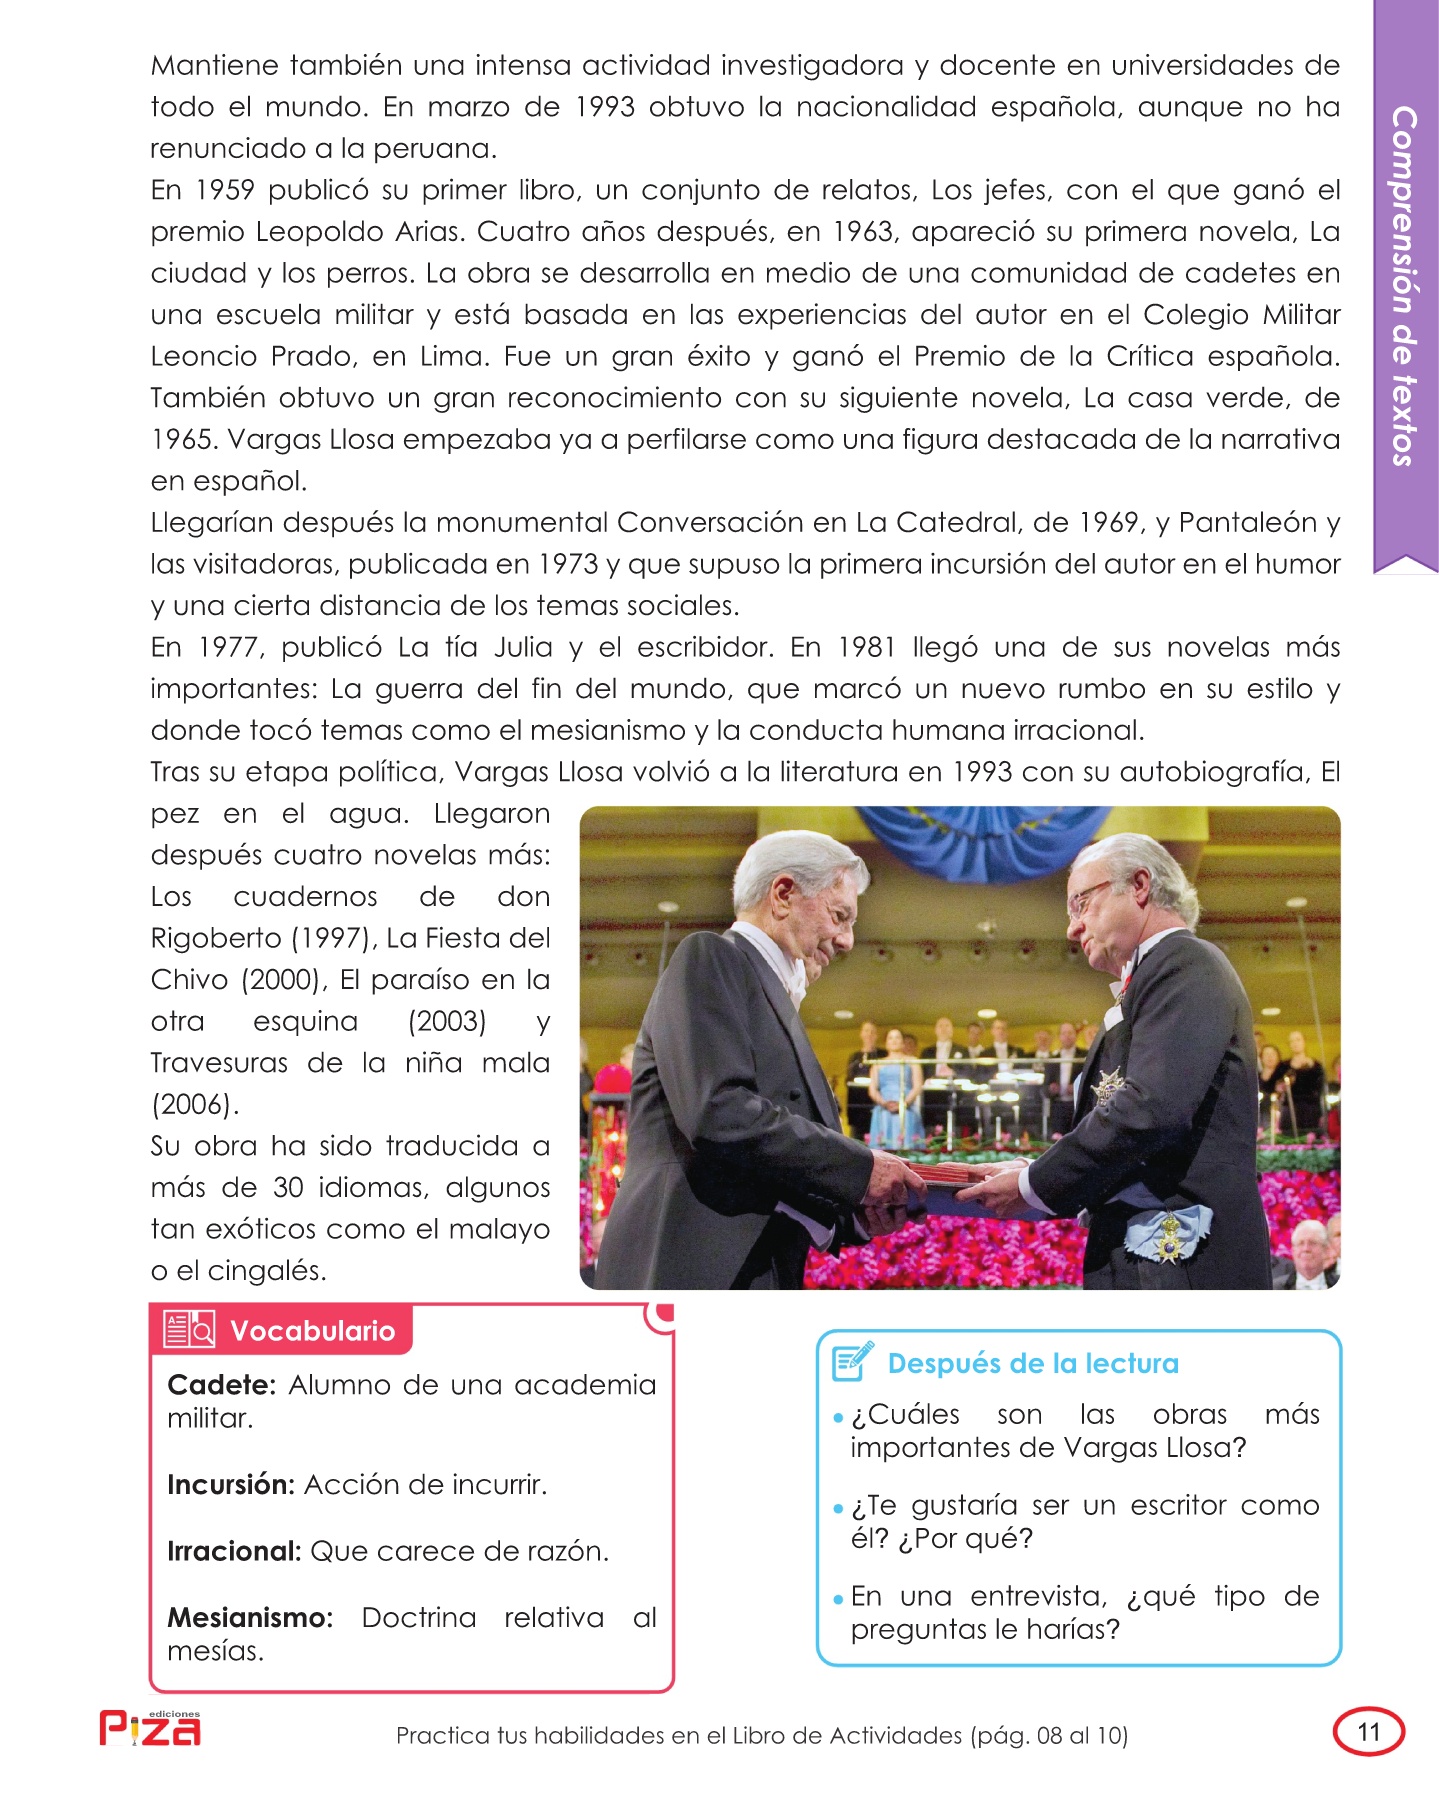 Mantiene también una intensa actividad investigadora y docente en universidades de
todo el mundo. En marzo de 1993 obtuvo la nacionalidad española, aunque no ha
renunciado a la peruana.
En 1959 publicó su primer libro, un conjunto de relatos, Los jefes, con el que ganó el
premio Leopoldo Arias. Cuatro años después, en 1963, apareció su primera novela, La
ciudad y los perros. La obra se desarrolla en medio de una comunidad de cadetes en
una escuela militar y está basada en las experiencias del autor en el Colegio Militar
Leoncio Prado, en Lima. Fue un gran éxito y ganó el Premio de la Crítica española.
También obtuvo un gran reconocimiento con su siguiente novela, La casa verde, de
1965. Vargas Llosa empezaba ya a perfilarse como una figura destacada de la narrativa
en español.
Llegarían después la monumental Conversación en La Catedral, de 1969, y Pantaleón y
las visitadoras, publicada en 1973 y que supuso la primera incursión del autor en el humor
y una cierta distancia de los temas sociales.
En 1977, publicó La tía Julia y el escribidor. En 1981 llegó una de sus novelas más
importantes: La guerra del fin del mundo, que marcó un nuevo rumbo en su estilo y
donde tocó temas como el mesianismo y la conducta humana irracional.
Tras su etapa política, Vargas Llosa volvió a la literatura en 1993 con su autobiografía, El
pez en el agua. Llegaron
después cuatro novelas más:
Los cuadernos de don
Rigoberto (1997), La Fiesta del
Chivo (2000), El paraíso en la
otra esquina (2003) y
Travesuras de la niña mala
(2006).
Su obra ha sido traducida a
más de 30 idiomas, algunos
tan exóticos como el malayo
o el cingalés.
Comprensión de textos
Vocabulario
Cadete: Alumno de una academia
militar.
Incursión: Acción de incurrir.
Irracional: Que carece de razón.
Mesianismo: Doctrina relativa al
mesías.
Después de la lectura
• ¿Cuáles son las obras más
importantes de Vargas Llosa?
• ¿Te gustaría ser un escritor como
él? ¿Por qué?
• En una entrevista, ¿qué tipo de
preguntas le harías?
ediciones
Piza
Practica tus habilidades en el Libro de Actividades (pág. 08 al 10)
11